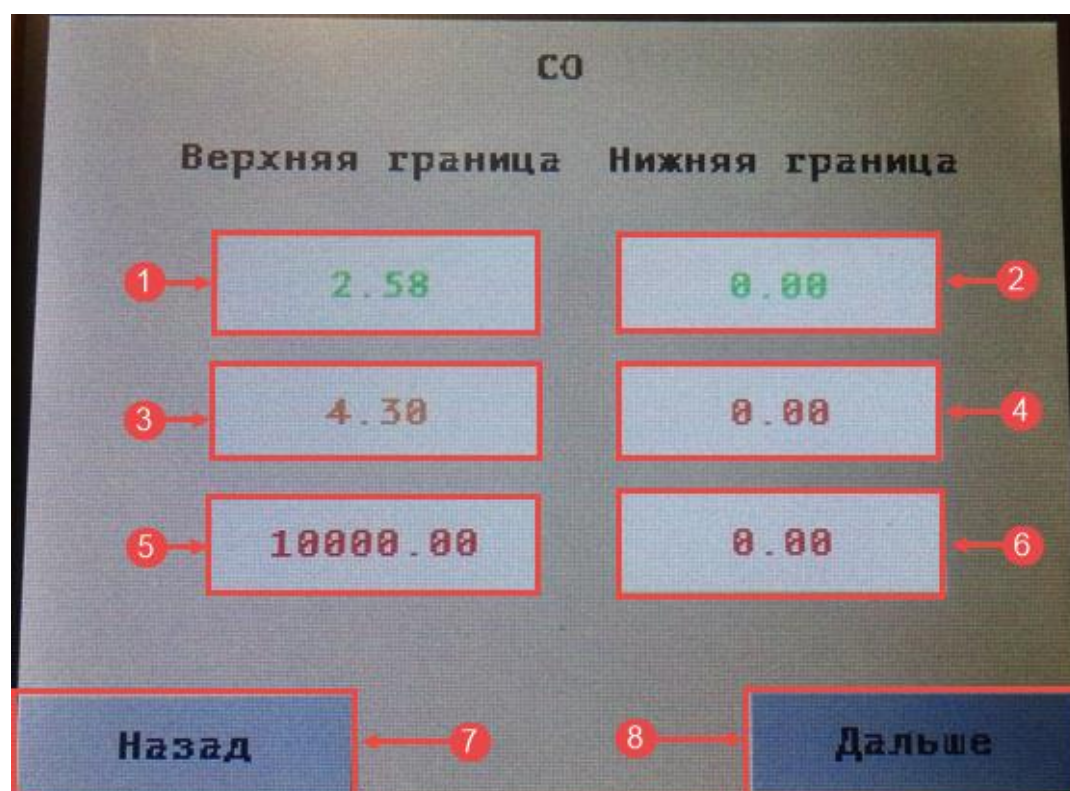 CO
Верхняя граница Нижняя граница
1 2.58 0.00 2
3 4.30 0.00 4
5 10000.00 0.00 6
Назад 7 8 Дальше